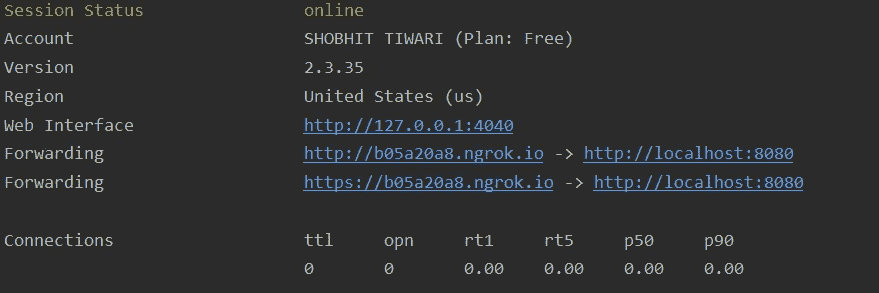 Session Status online
Account SHOBHIT TIWARI (Plan: Free)
Version 2.3.35
Region United States (us)
Web Interface http://127.0.0.1:4040
Forwarding http://b05a20a8.ngrok.io -> http://localhost:8080
Forwarding https://b05a20a8.ngrok.io -> http://localhost:8080
Connections ttl opn rt1 rt5 p50 p90
0 0 0.00 0.00 0.00 0.00